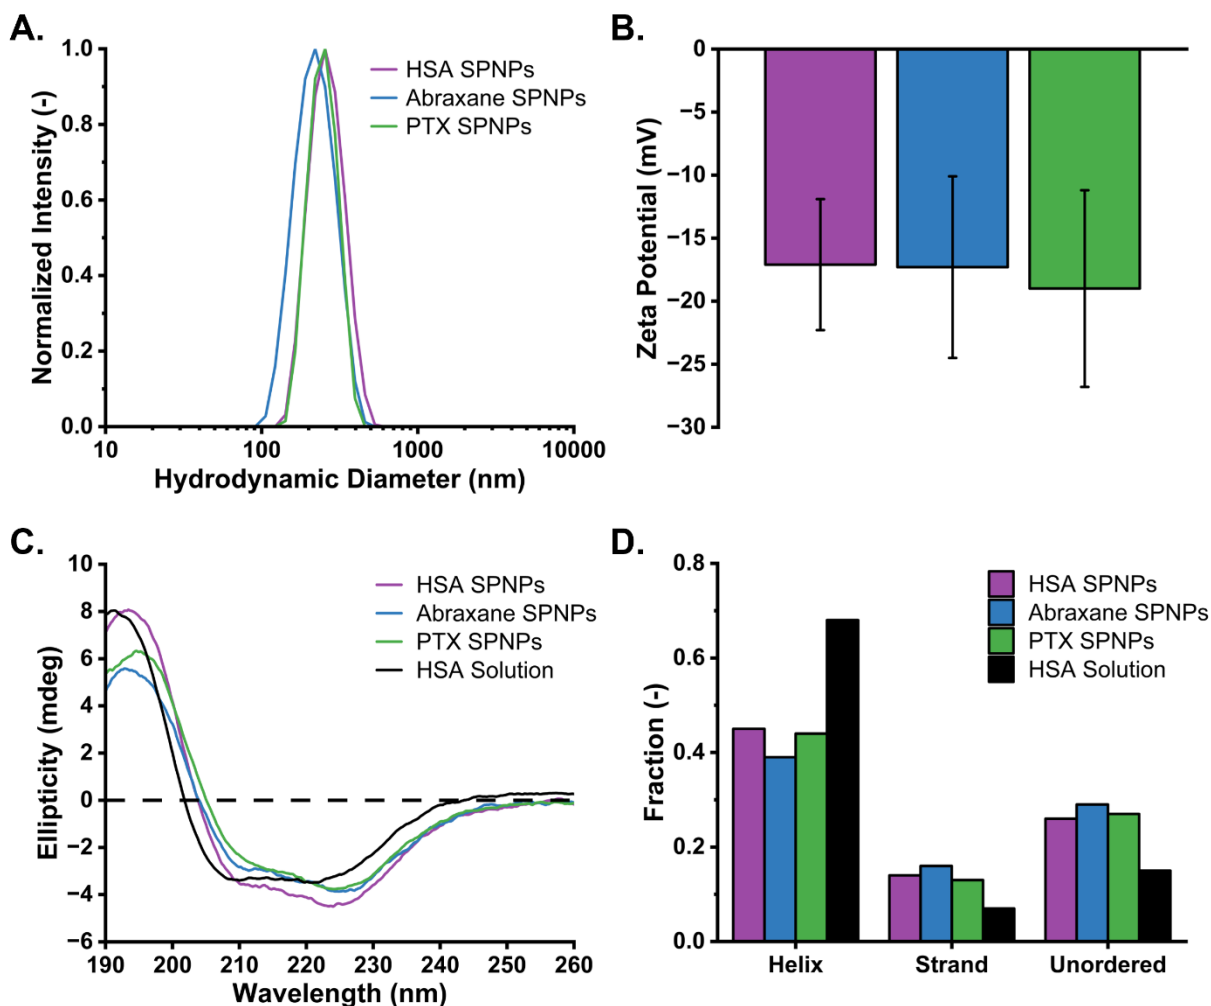 A.
1.0
0.8
0.6
0.4
0.2
0.0
Normalized Intensity (-)
HSA SPNPs
Abraxane SPNPs
PTX SPNPs
10 100 1000 10000
Hydrodynamic Diameter (nm)
B.
0
−5
−10
−15
−20
−25
−30
Zeta Potential (mV)
C.
10
8
6
4
2
0
−2
−4
−6
Ellipticity (mdeg)
HSA SPNPs
Abraxane SPNPs
PTX SPNPs
HSA Solution
190 200 210 220 230 240 250 260
Wavelength (nm)
D.
0.8
0.6
0.4
0.2
0.0
Fraction (-)
HSA SPNPs
Abraxane SPNPs
PTX SPNPs
HSA Solution
Helix Strand Unordered